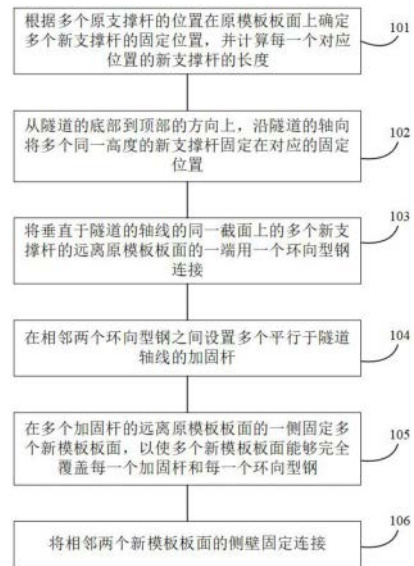 根据多个原支撑杆的位置在原模板板面上确定
多个新支撑杆的固定位置，并计算每一个对应
位置的新支撑杆的长度
101
从隧道的底部到顶部的方向上，沿隧道的轴向
将多个同一高度的新支撑杆固定在对应的固定
位置
102
将垂直于隧道的轴线的同一截面上的多个新支
撑杆的远离原模板板面的一端用一个环向型钢
连接
103
在相邻两个环向型钢之间设置多个平行于隧道
轴线的加固杆
104
在多个加固杆的远离原模板板面的一侧固定多
个新模板板面，以使多个新模板板面能够完全
覆盖每一个加固杆和每一个环向型钢
105
将相邻两个新模板板面的侧壁固定连接
106